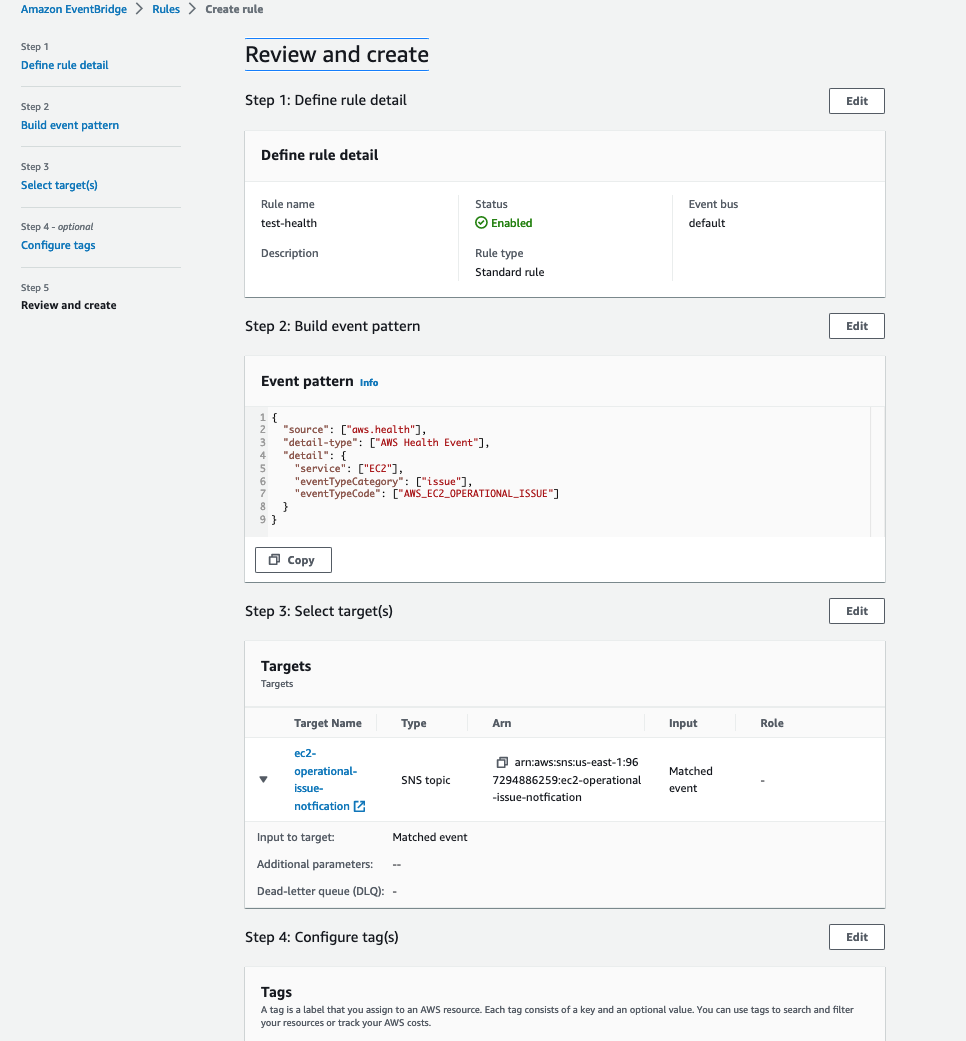 Amazon EventBridge > Rules > Create rule
Step 1
Define rule detail
Step 2
Build event pattern
Step 3
Select target(s)
Step 4 - optional
Configure tags
Step 5
Review and create
Review and create
Step 1: Define rule detail
Edit
Define rule detail
Rule name
test-health
Description
Status
Enabled
Rule type
Standard rule
Event bus
default
Step 2: Build event pattern
Edit
Event pattern Info
1 {
2 "source": ["aws.health"],
3 "detail-type": ["AWS Health Event"],
4 "detail": {
5 "service": ["EC2"],
6 "eventTypeCategory": ["issue"],
7 "eventTypeCode": ["AWS_EC2_OPERATIONAL_ISSUE"]
8 }
9 }
Copy
Step 3: Select target(s)
Edit
Targets
Targets
Target Name Type Arn Input Role
ec2-
operational-
issue-
notfication
SNS topic
arn:aws:sns:us-east-1:96
7294886259:ec2-operational
-issue-notfication
Matched
event
-
Input to target: Matched event
Additional parameters: --
Dead-letter queue (DLQ): -
Step 4: Configure tag(s)
Edit
Tags
A tag is a label that you assign to an AWS resource. Each tag consists of a key and an optional value. You can use tags to search and filter
your resources or track your AWS costs.